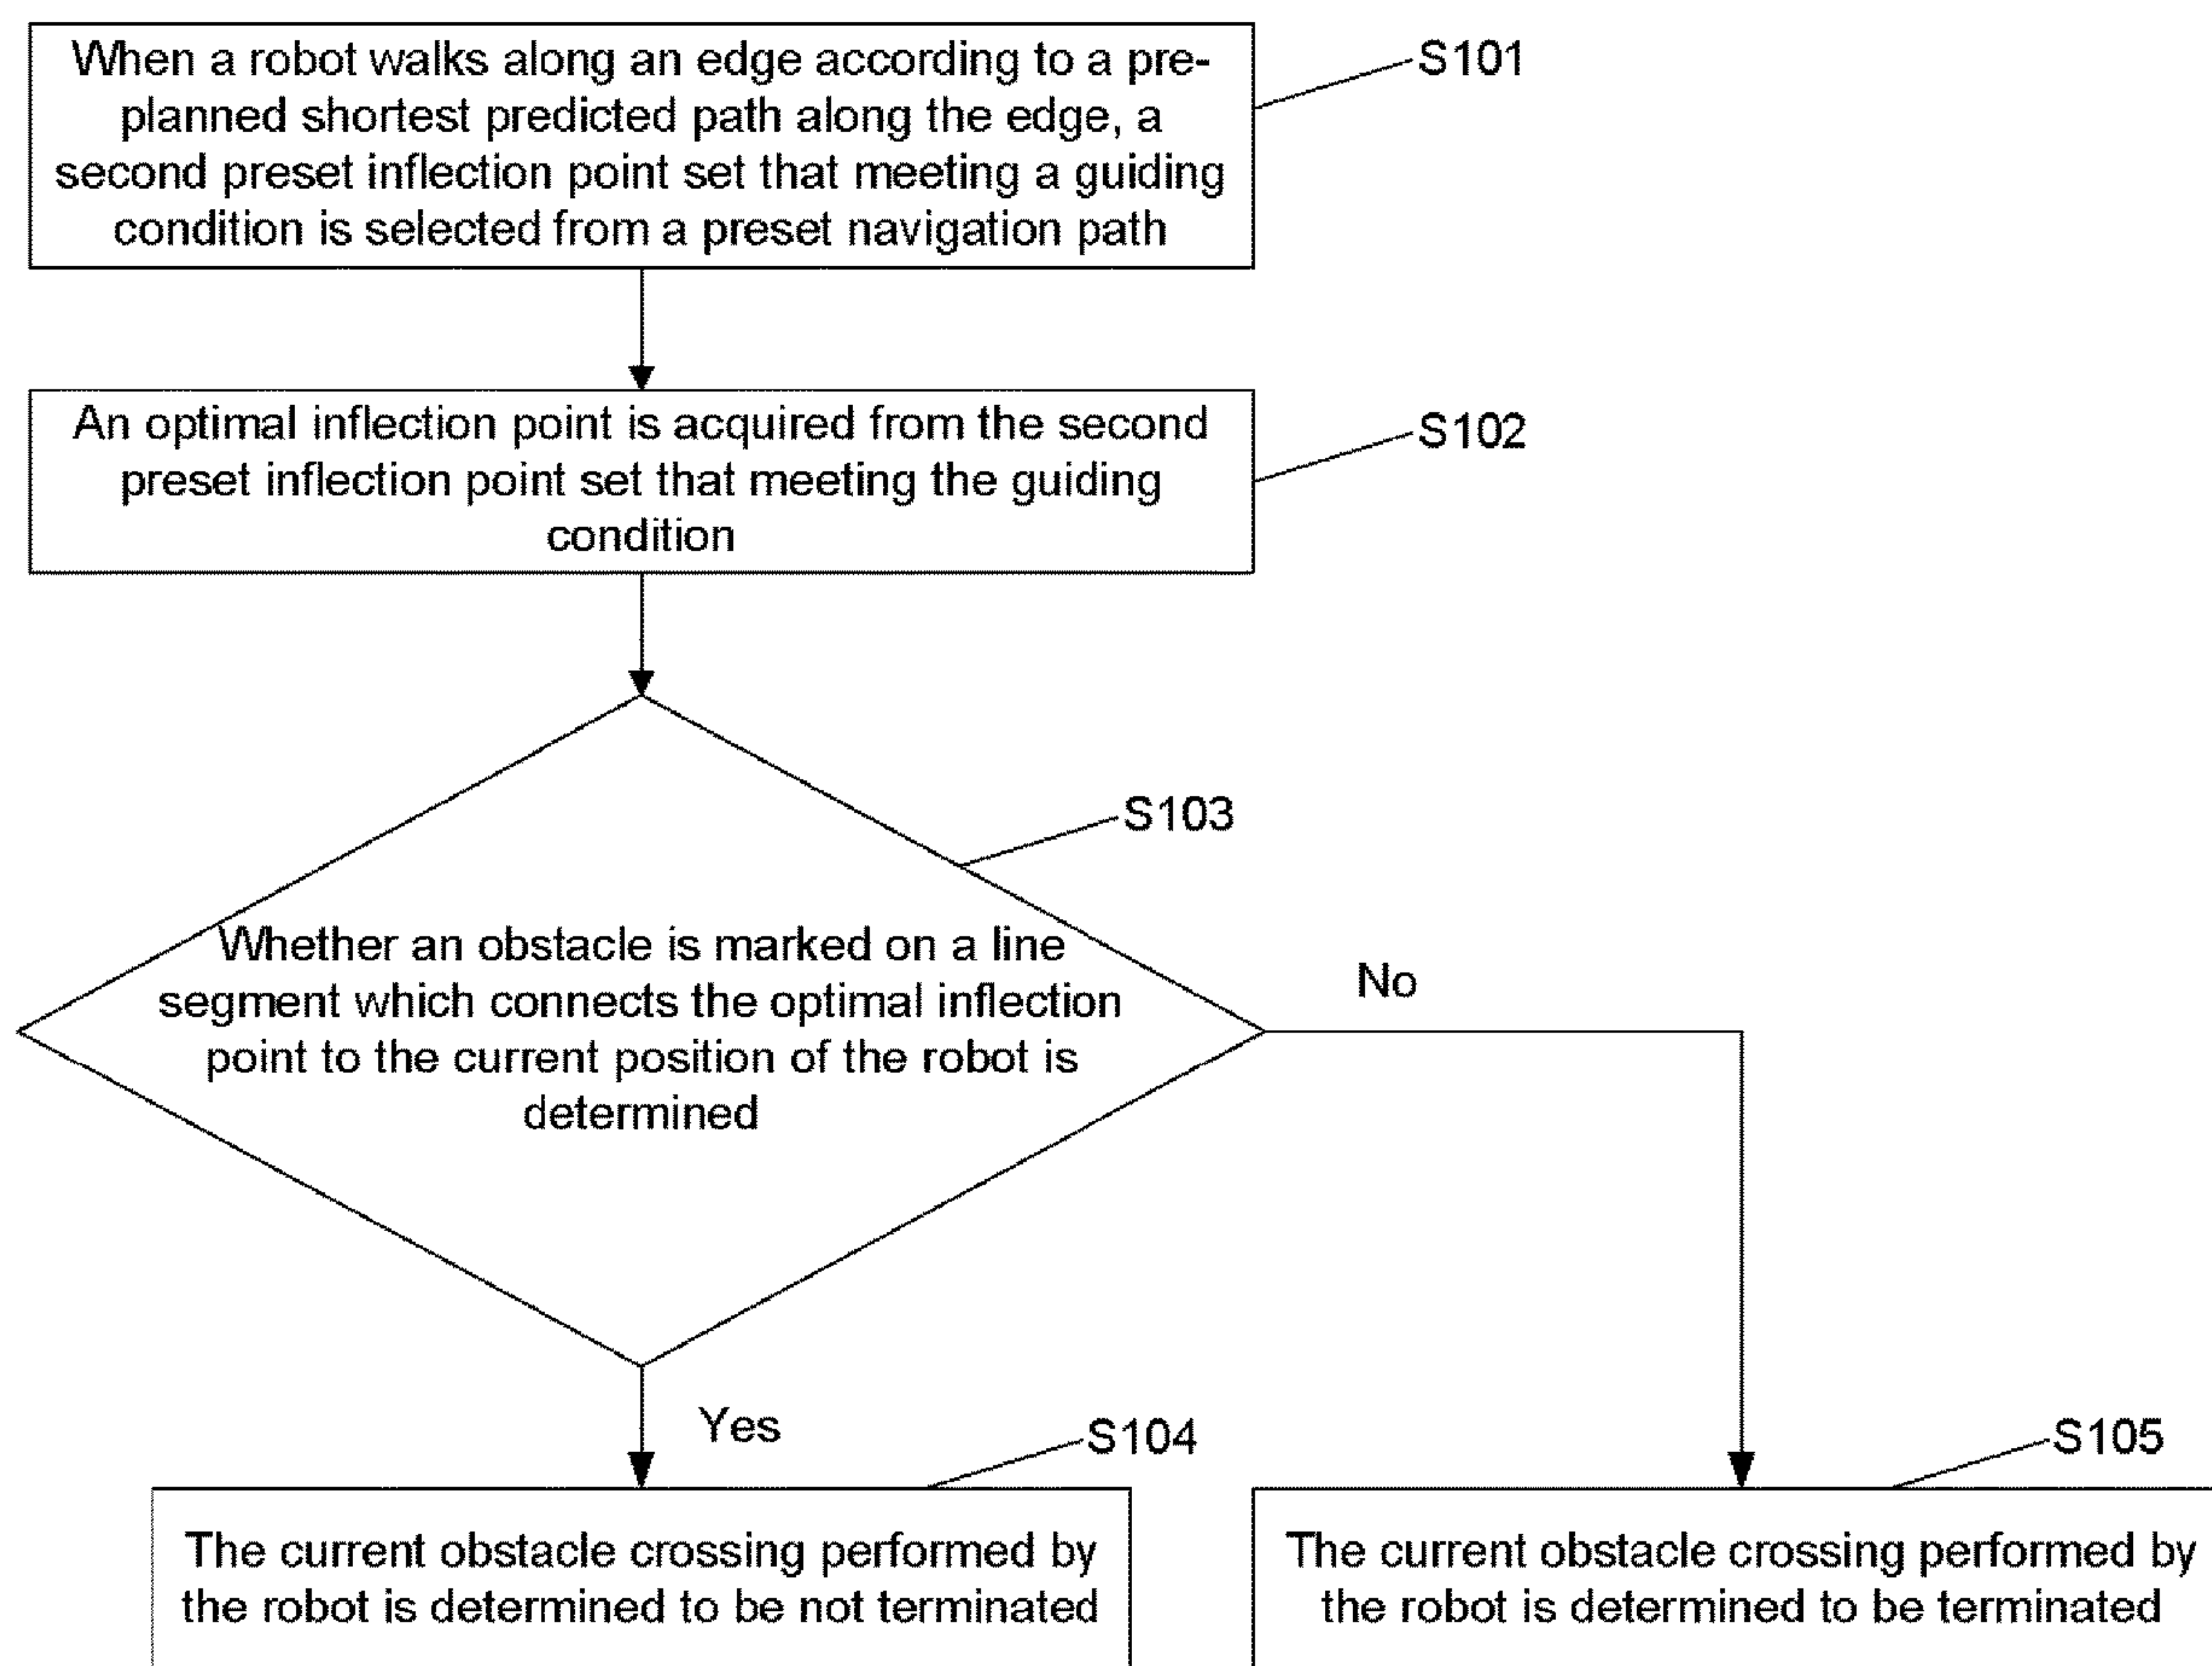 When a robot walks along an edge according to a pre-
planned shortest predicted path along the edge, a
second preset inflection point set that meeting a guiding
condition is selected from a preset navigation path
S101
An optimal inflection point is acquired from the second
preset inflection point set that meeting the guiding
condition
S102
S103
Whether an obstacle is marked on a line
segment which connects the optimal inflection
point to the current position of the robot is
determined
No
Yes
S104
S105
The current obstacle crossing performed by
the robot is determined to be not terminated
The current obstacle crossing performed by
the robot is determined to be terminated